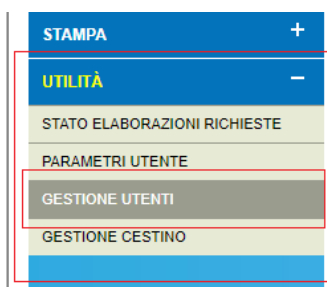 STAMPA +
UTILITÀ −
STATO ELABORAZIONI RICHIESTE
PARAMETRI UTENTE
GESTIONE UTENTI
GESTIONE CESTINO